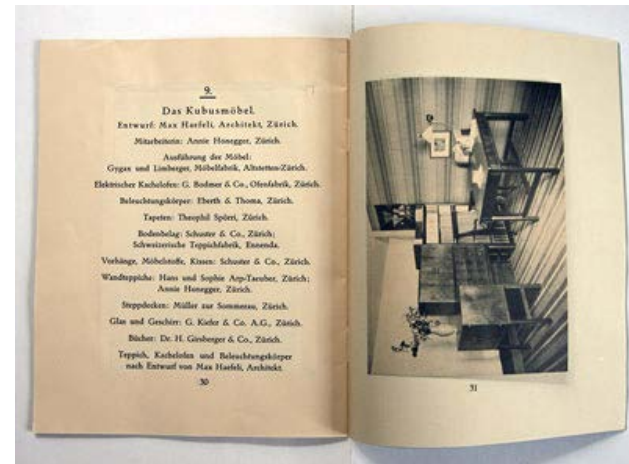 9.
Das Kubusmöbel.
Entwurf: Max Haefeli, Architekt, Zürich.
Mitarbeiterin: Annie Honegger, Zürich.
Ausführung der Möbel:
Gygax und Limberger, Möbelfabrik, Altstetten-Zürich.
Elektrischer Kachelofen: G. Bodmer & Co., Ofenfabrik, Zürich.
Beleuchtungskörper: Eberth & Thoma, Zürich.
Tapeten: Theophil Spörri, Zürich.
Bodenbelag: Schuster & Co., Zürich;
Schweizerische Teppichfabrik, Ennenda.
Vorhänge, Möbelstoffe, Kissen: Schuster & Co., Zürich.
Wandteppiche: Hans und Sophie Arp-Taeuber, Zürich;
Annie Honegger, Zürich.
Steppdecken: Müller zur Sommerau, Zürich.
Glas und Geschirr: G. Kiefer & Co. A.G., Zürich.
Bücher: Dr. H. Girsberger & Co., Zürich.
Teppich, Kachelofen und Beleuchtungskörper
nach Entwurf von Max Haefeli, Architekt.
30
31